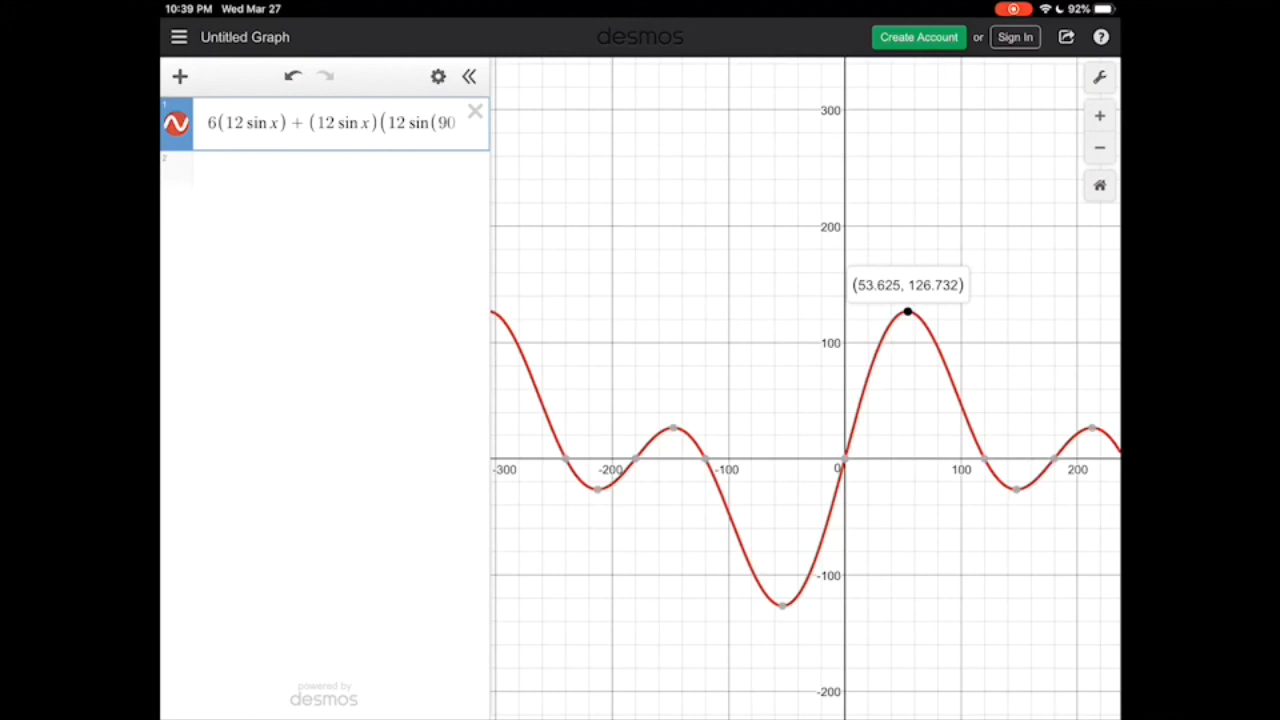 10:39 PM Wed Mar 27
92%
Untitled Graph
desmos
Create Account or Sign In
1
6(12 sin x) + (12 sin x)(12 sin(90
2
300
200
(53.625, 126.732)
100
-300 -200 -100 0 100 200
-100
-200
powered by
desmos